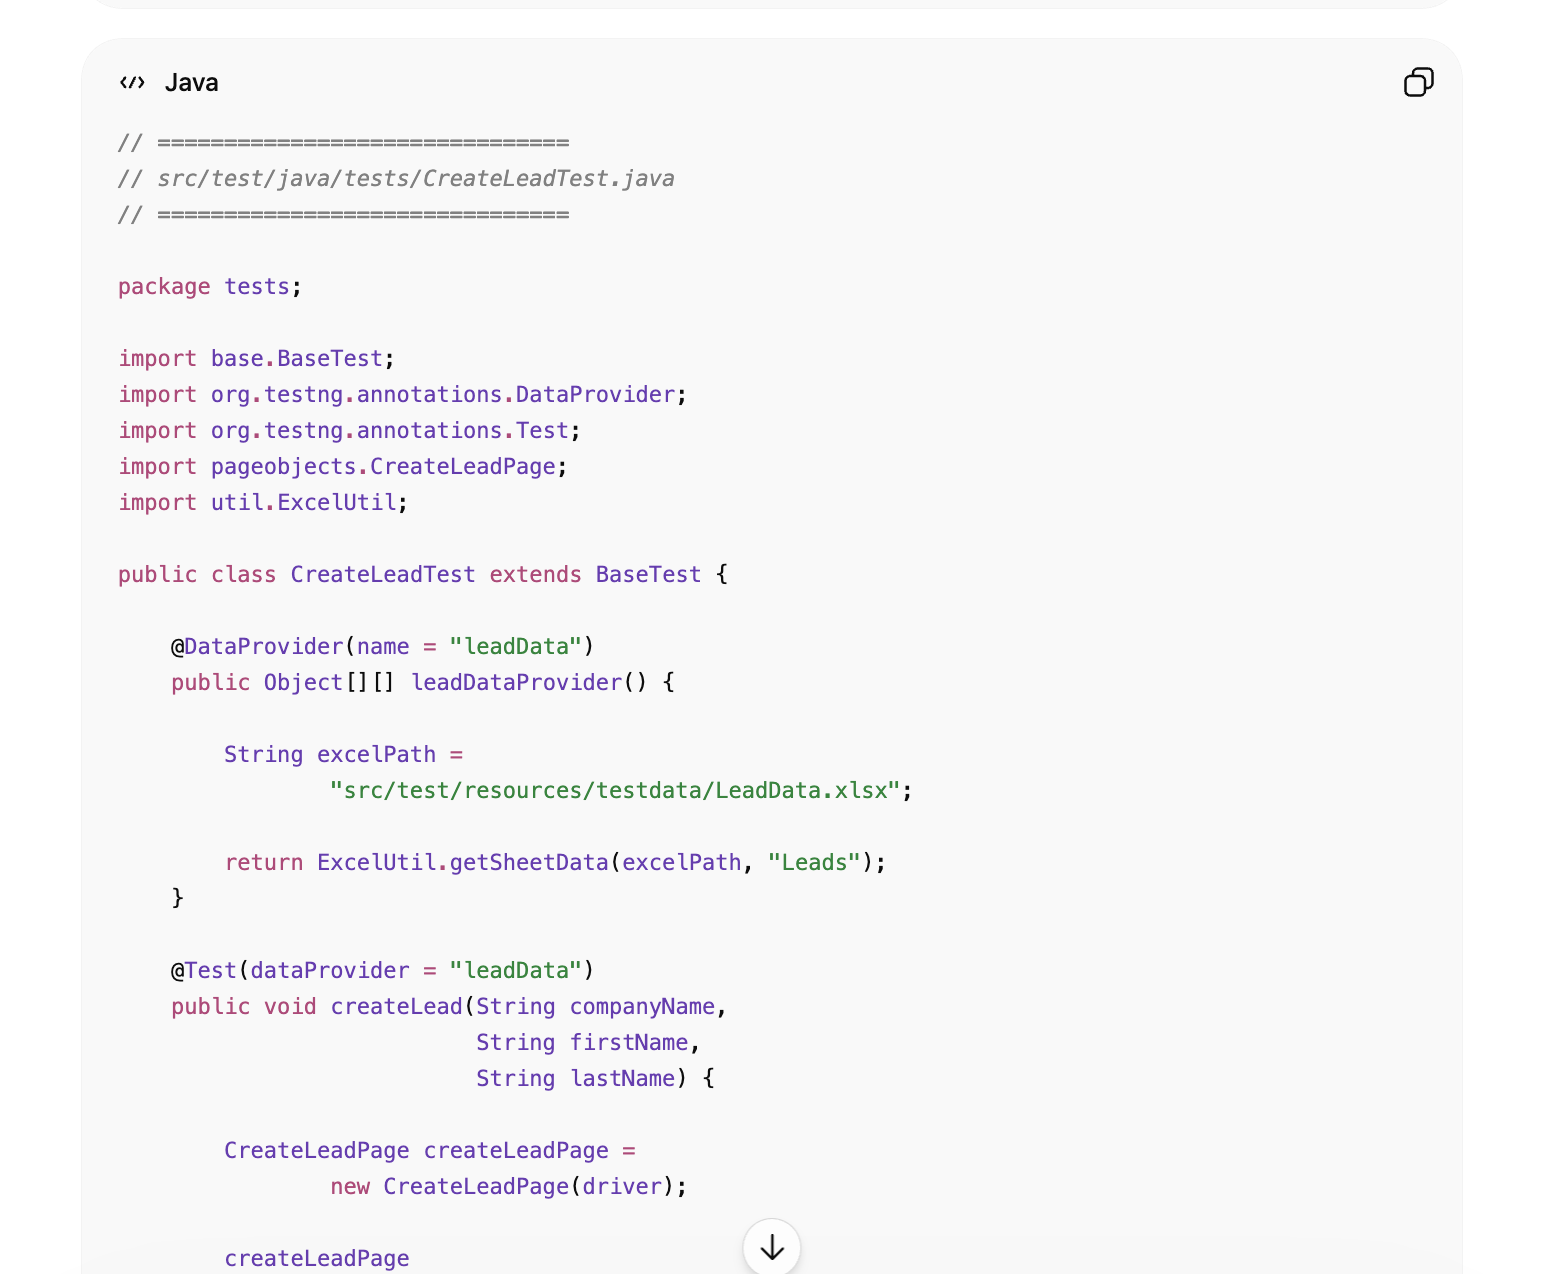 Java
// ===============================
// src/test/java/tests/CreateLeadTest.java
// ===============================
package tests;
import base.BaseTest;
import org.testng.annotations.DataProvider;
import org.testng.annotations.Test;
import pageobjects.CreateLeadPage;
import util.ExcelUtil;
public class CreateLeadTest extends BaseTest {
    @DataProvider(name = "leadData")
    public Object[][] leadDataProvider() {
        String excelPath =
                "src/test/resources/testdata/LeadData.xlsx";
        return ExcelUtil.getSheetData(excelPath, "Leads");
    }
    @Test(dataProvider = "leadData")
    public void createLead(String companyName,
                           String firstName,
                           String lastName) {
        CreateLeadPage createLeadPage =
                new CreateLeadPage(driver);
        createLeadPage